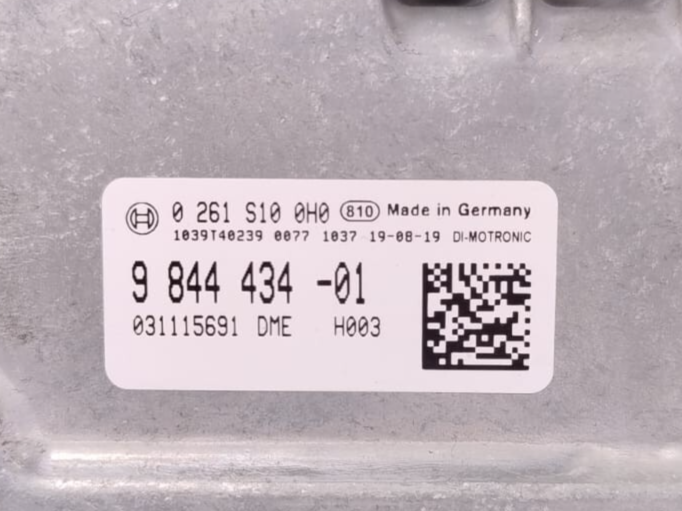 0 261 S10 0H0 810 Made in Germany
1039T40239 0077 1037 19-08-19 DI-MOTRONIC
9 844 434 -01
031115691 DME H003